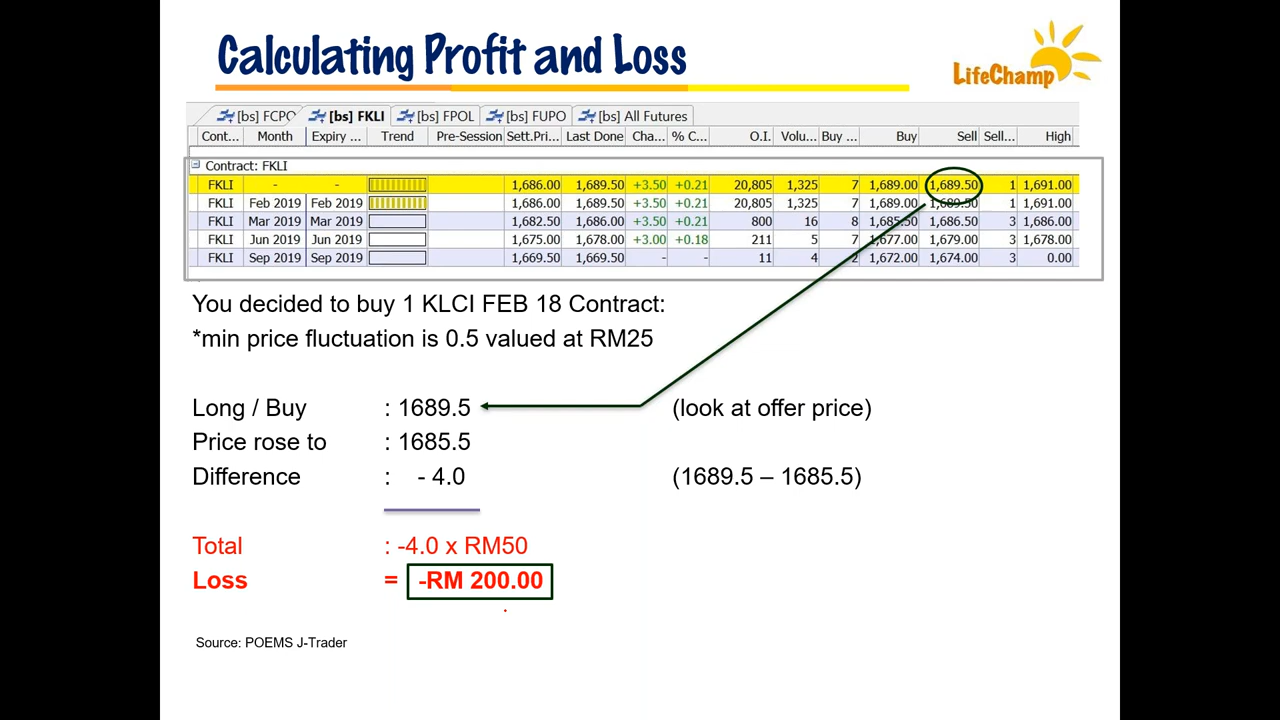 Calculating Profit and Loss
LifeChamp
[bs] FCPO [bs] FKLI [bs] FPOL [bs] FUPO [bs] All Futures
Cont... Month Expiry ... Trend Pre-Session Sett.Pri... Last Done Cha... % C... O.I. Volu... Buy ... Buy Sell Sell... High
Contract: FKLI
FKLI - - 1,686.00 1,689.50 +3.50 +0.21 20,805 1,325 7 1,689.00 1,689.50 1 1,691.00
FKLI Feb 2019 Feb 2019 1,686.00 1,689.50 +3.50 +0.21 20,805 1,325 7 1,689.00 1,689.50 1 1,691.00
FKLI Mar 2019 Mar 2019 1,682.50 1,686.00 +3.50 +0.21 800 16 8 1,685.50 1,686.50 3 1,686.00
FKLI Jun 2019 Jun 2019 1,675.00 1,678.00 +3.00 +0.18 211 5 7 1,677.00 1,679.00 3 1,678.00
FKLI Sep 2019 Sep 2019 1,669.50 1,669.50 - - 11 4 2 1,672.00 1,674.00 3 0.00
You decided to buy 1 KLCI FEB 18 Contract:
*min price fluctuation is 0.5 valued at RM25
Long / Buy : 1689.5 (look at offer price)
Price rose to : 1685.5
Difference : - 4.0 (1689.5 – 1685.5)
Total : -4.0 x RM50
Loss = -RM 200.00
Source: POEMS J-Trader